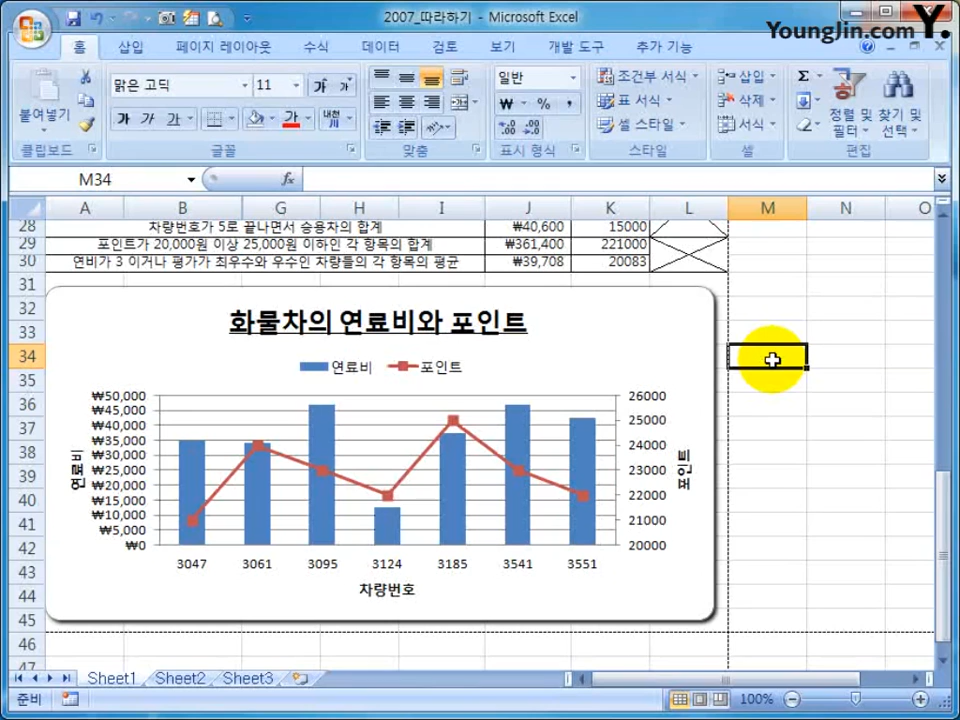 2007_따라하기 - Microsoft Excel
YoungJin.com Y.
홈 삽입 페이지 레이아웃 수식 데이터 검토 보기 개발 도구 추가 기능
붙여넣기
클립보드
맑은 고딕 11 가 가
가 가 가 가 내천
글꼴
맞춤
일반
₩ % ,
표시 형식
조건부 서식
표 서식
셀 스타일
스타일
삽입
삭제
서식
셀
Σ
정렬 및 필터
찾기 및 선택
편집
M34 fx
A B G H I J K L M N O
28 차량번호가 5로 끝나면서 승용차의 합계 ₩40,600 15000
29 포인트가 20,000원 이상 25,000원 이하인 각 항목의 합계 ₩361,400 221000
30 연비가 3 이거나 평가가 최우수와 우수인 차량들의 각 항목의 평균 ₩39,708 20083
31
32
33
34
35
36
37
38
39
40
41
42
43
44
45
46
47
화물차의 연료비와 포인트
연료비 포인트
₩50,000 26000
₩45,000
₩40,000 25000
₩35,000
₩30,000 24000
₩25,000 23000
₩20,000
₩15,000 22000
₩10,000
₩5,000 21000
₩0 20000
연료비
포인트
3047 3061 3095 3124 3185 3541 3551
차량번호
Sheet1 Sheet2 Sheet3
준비 100%